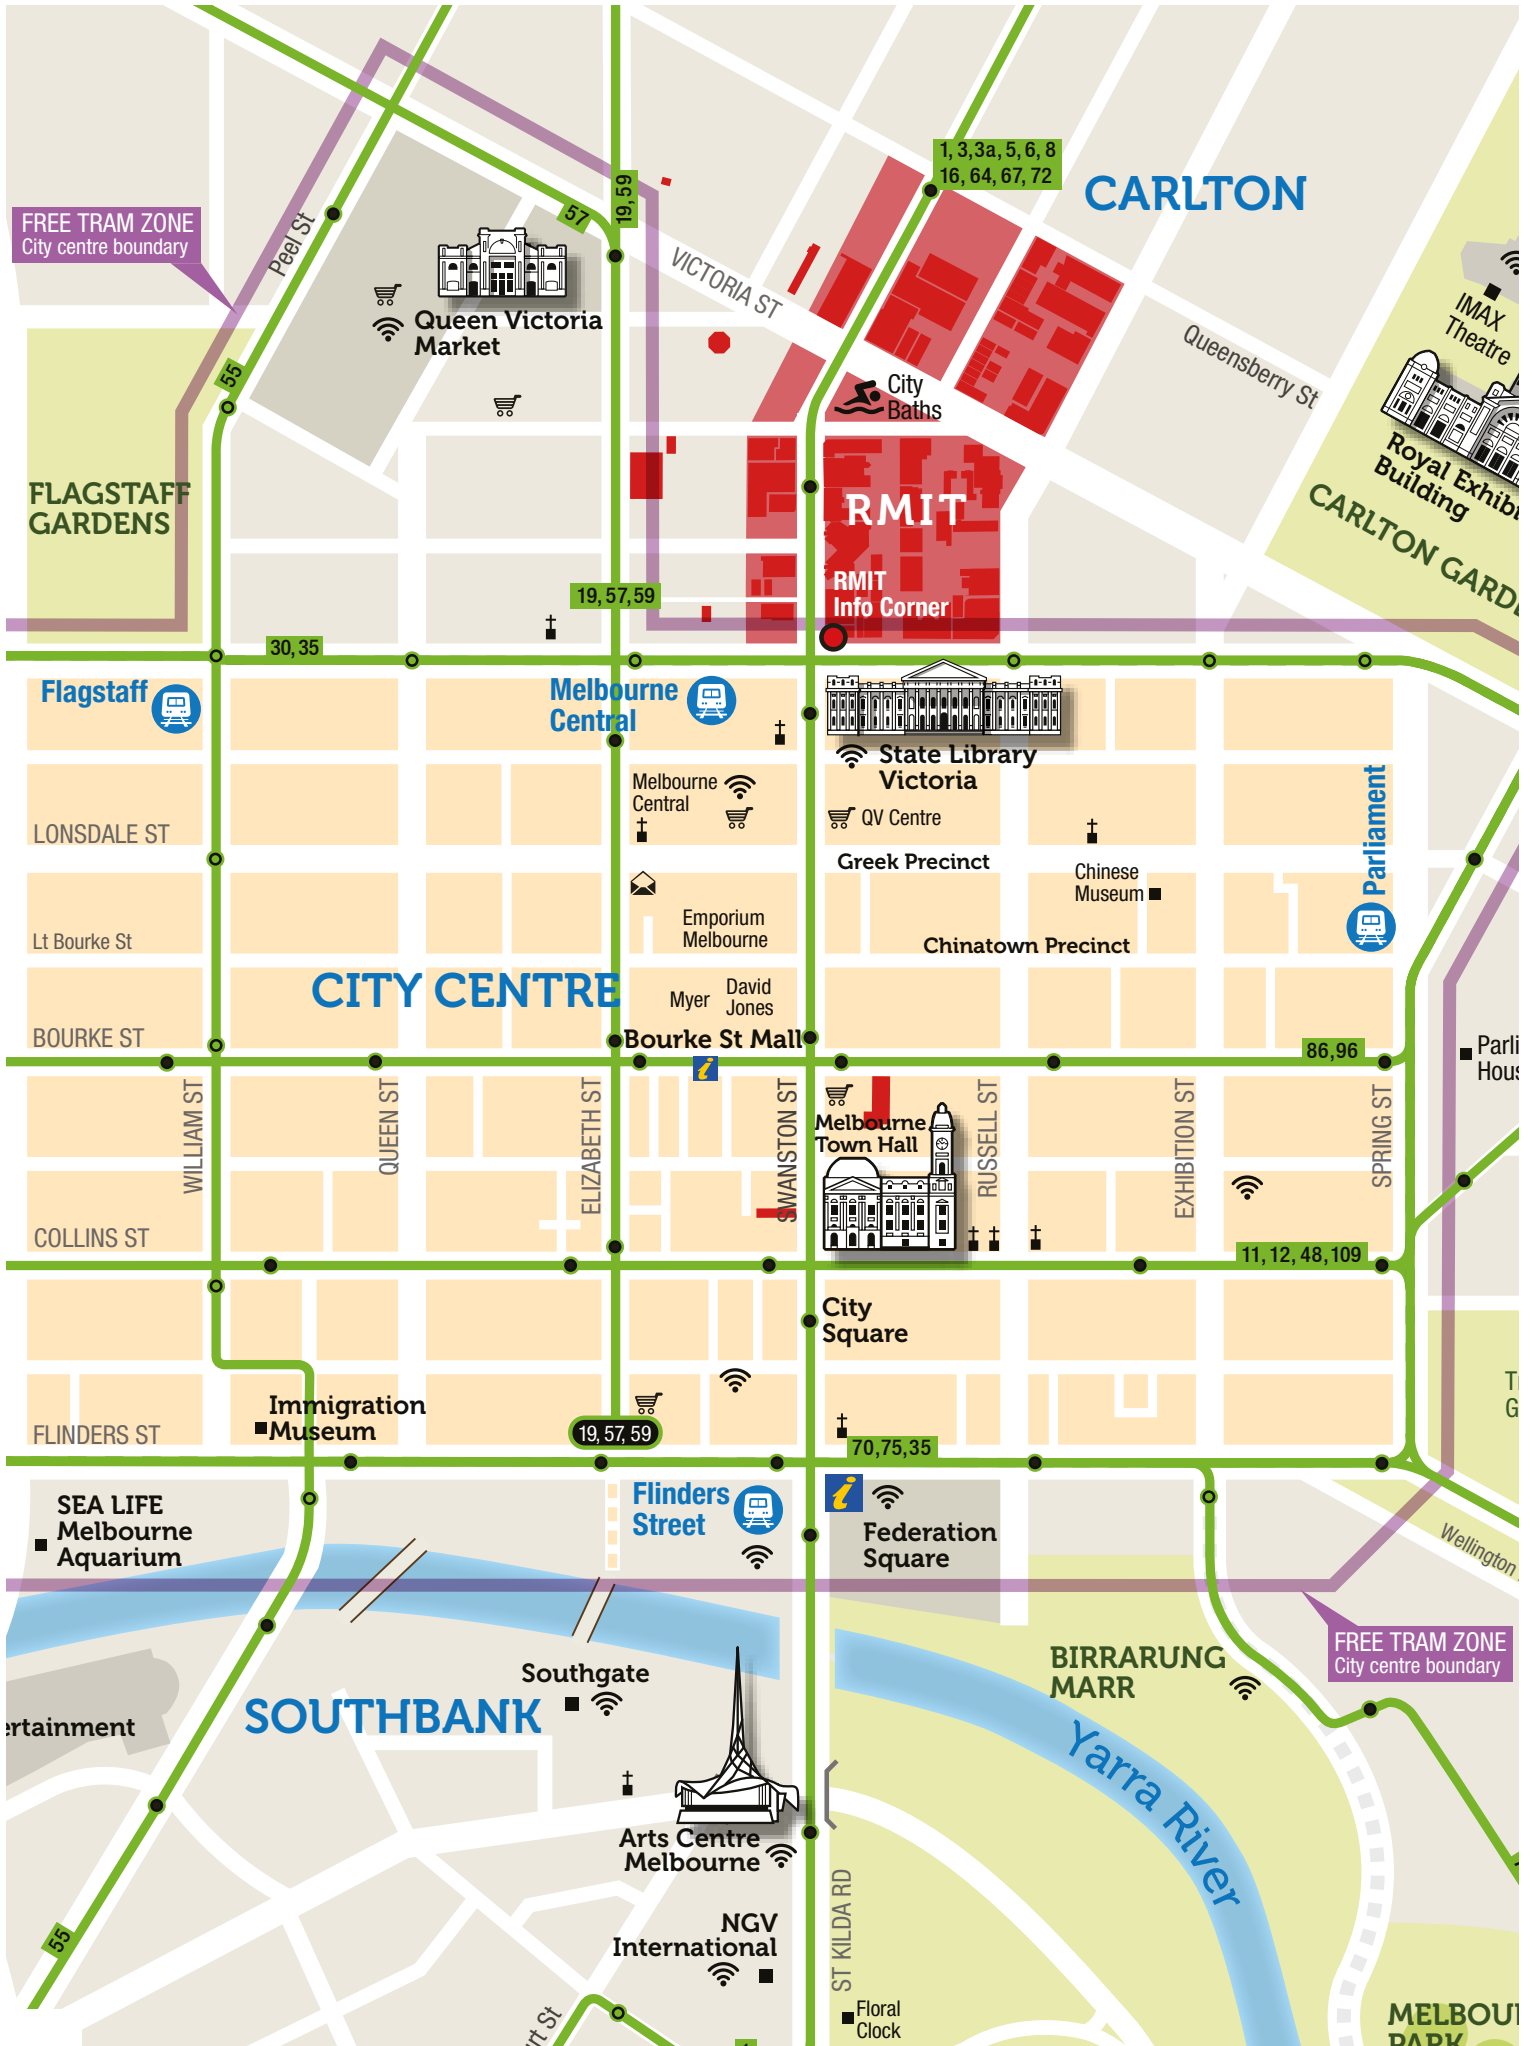 1, 3,3a, 5, 6, 8
16, 64, 67, 72
CARLTON
19, 59
57
FREE TRAM ZONE
City centre boundary
Peel St
VICTORIA ST
IMAX
Theatre
Queen Victoria
Market
Queensberry St
55
City
Baths
Royal Exhibi
Building
FLAGSTAFF
GARDENS
RMIT
CARLTON GARDE
RMIT
Info Corner
19, 57, 59
30, 35
Flagstaff
Melbourne
Central
State Library
Victoria
Melbourne
Central
QV Centre
LONSDALE ST
Parliament
Greek Precinct
Chinese
Museum
Emporium
Melbourne
Lt Bourke St
Chinatown Precinct
CITY CENTRE
Myer
David
Jones
BOURKE ST
Bourke St Mall
86,96
Parli
Hous
WILLIAM ST
QUEEN ST
ELIZABETH ST
SWANSTON ST
Melbourne
Town Hall
RUSSELL ST
EXHIBITION ST
SPRING ST
COLLINS ST
11, 12, 48, 109
City
Square
Immigration
Museum
T
G
FLINDERS ST
19, 57, 59
70,75,35
SEA LIFE
Melbourne
Aquarium
Flinders
Street
Federation
Square
Wellington
FREE TRAM ZONE
City centre boundary
BIRRARUNG
MARR
Southgate
SOUTHBANK
ertainment
Yarra River
Arts Centre
Melbourne
ST KILDA RD
NGV
International
55
Floral
Clock
urt St
MELBOU
PARK